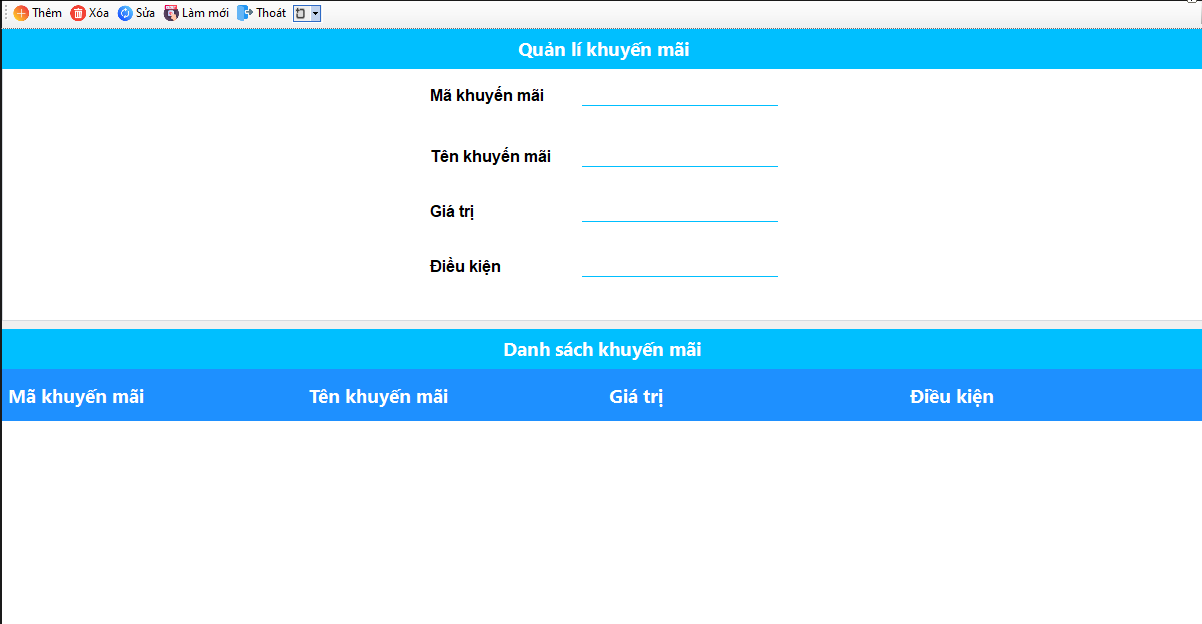 Thêm Xóa Sửa Làm mới Thoát
Quản lí khuyến mãi
Mã khuyến mãi
Tên khuyến mãi
Giá trị
Điều kiện
Danh sách khuyến mãi
Mã khuyến mãi Tên khuyến mãi Giá trị Điều kiện